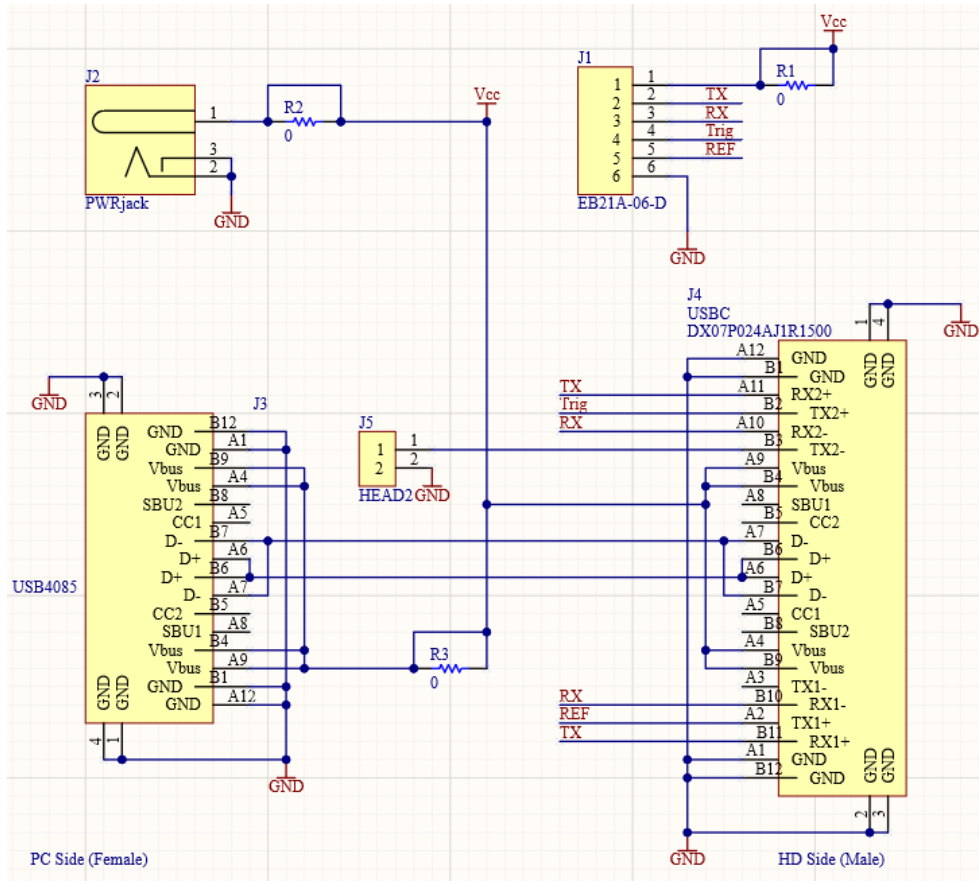 Vcc
J2
1
3
2
PWRjack
GND
R2
0
Vcc
J1
1
2
3
4
5
6
1
2
3
4
5
6
TX
RX
Trig
REF
EB21A-06-D
GND
R1
0
J4
USBC
DX07P024AJ1R1500
1
4
GND
GND
GND
A12 GND
B1 GND
TX A11 RX2+
Trig B2 TX2+
RX A10 RX2-
B3 TX2-
A9 Vbus
B4 Vbus
A8 SBU1
B5 CC2
A7 D-
B6 D+
A6 D+
B7 D-
A5 CC1
B8 SBU2
A4 Vbus
B9 Vbus
A3 TX1-
RX B10 RX1-
REF A2 TX1+
TX B11 RX1+
A1 GND
B12 GND
GND
GND
2
3
GND
HD Side (Male)
J5
1
2
1
2
HEAD2
GND
R3
0
GND
3
2
J3
GND
GND
GND B12
GND A1
Vbus B9
Vbus A4
SBU2 B8
CC1 A5
D- B7
D+ A6
D+ B6
D- A7
CC2 B5
SBU1 A8
Vbus B4
Vbus A9
GND B1
GND A12
USB4085
GND
GND
4
1
GND
PC Side (Female)